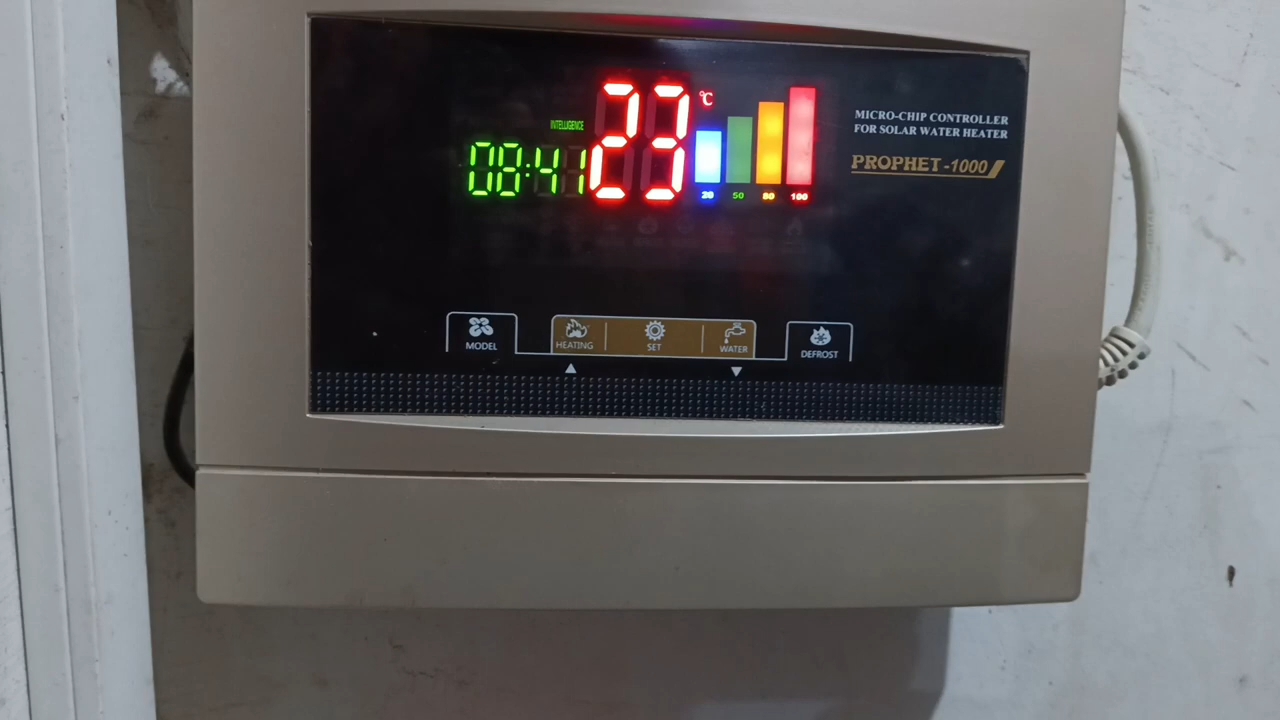 INTELLIGENCE
08:41
23 ℃
20 50 80 100
MICRO-CHIP CONTROLLER
FOR SOLAR WATER HEATER
PROPHET-1000
MODEL
HEATING
SET
WATER
DEFROST